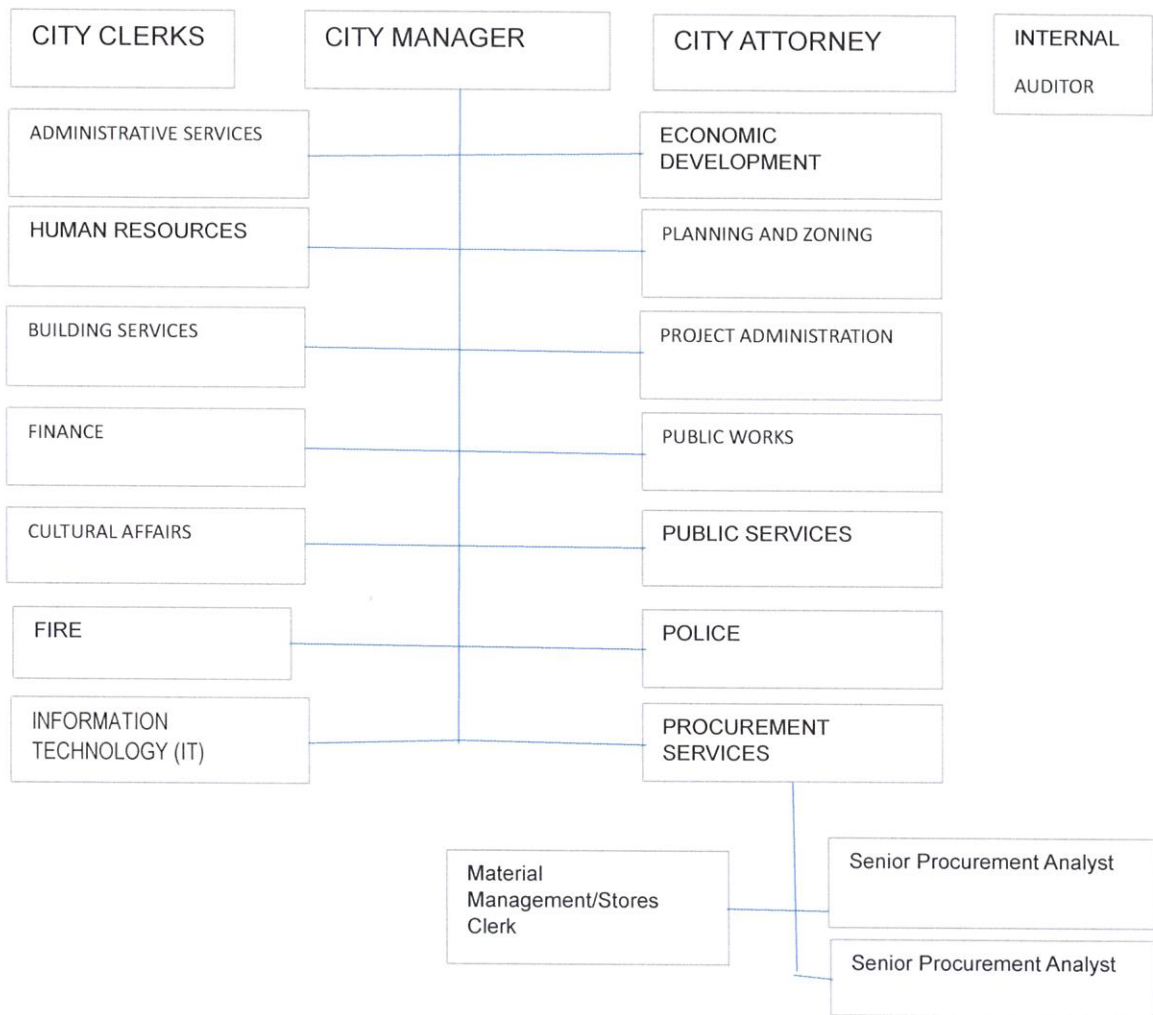 CITY CLERKS
CITY MANAGER
CITY ATTORNEY
INTERNAL
AUDITOR
ADMINISTRATIVE SERVICES
ECONOMIC
DEVELOPMENT
HUMAN RESOURCES
PLANNING AND ZONING
BUILDING SERVICES
PROJECT ADMINISTRATION
FINANCE
PUBLIC WORKS
CULTURAL AFFAIRS
PUBLIC SERVICES
FIRE
POLICE
INFORMATION
TECHNOLOGY (IT)
PROCUREMENT
SERVICES
Material
Management/Stores
Clerk
Senior Procurement Analyst
Senior Procurement Analyst